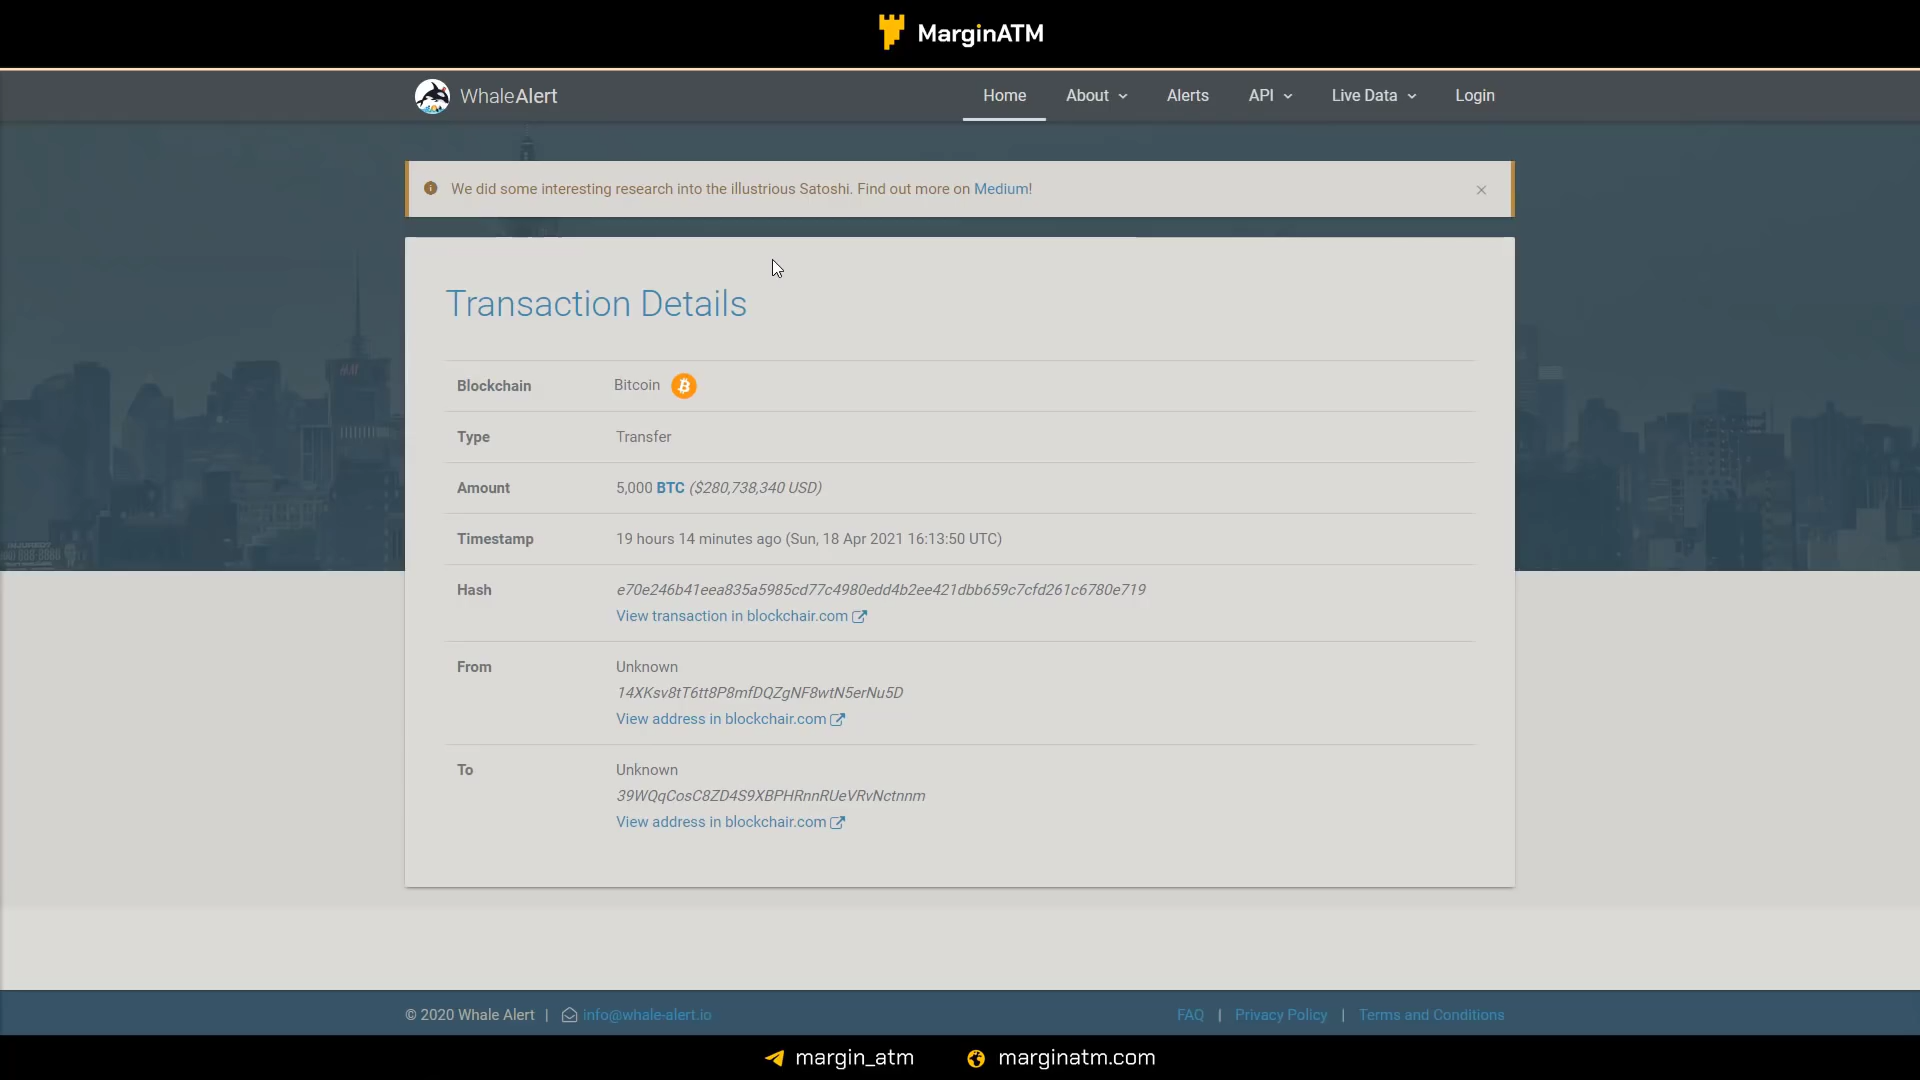 MarginATM
WhaleAlert
Home About Alerts API Live Data Login
We did some interesting research into the illustrious Satoshi. Find out more on Medium!
Transaction Details
Blockchain Bitcoin
Type Transfer
Amount 5,000 BTC ($280,738,340 USD)
Timestamp 19 hours 14 minutes ago (Sun, 18 Apr 2021 16:13:50 UTC)
Hash e70e246b41eea835a5985cd77c4980edd4b2ee421dbb659c7cfd261c6780e719
View transaction in blockchair.com
From Unknown
14XKsv8tT6tt8P8mfDQZgNF8wtN5erNu5D
View address in blockchair.com
To Unknown
39WQqCosC8ZD4S9XBPHRnnRUeVRvNctnnm
View address in blockchair.com
© 2020 Whale Alert | info@whale-alert.io FAQ | Privacy Policy | Terms and Conditions
margin_atm marginatm.com